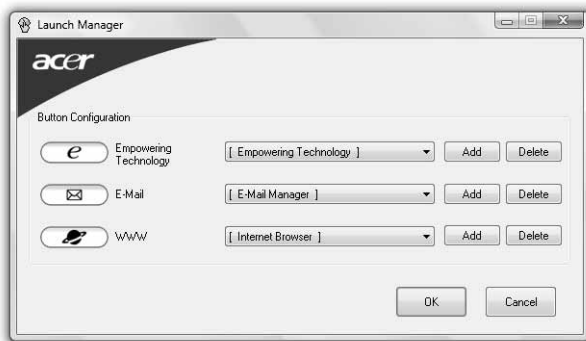 Launch Manager
acer
Button Configuration
e Empowering Technology [ Empowering Technology ] Add Delete
E-Mail [ E-Mail Manager ] Add Delete
WWW [ Internet Browser ] Add Delete
OK Cancel